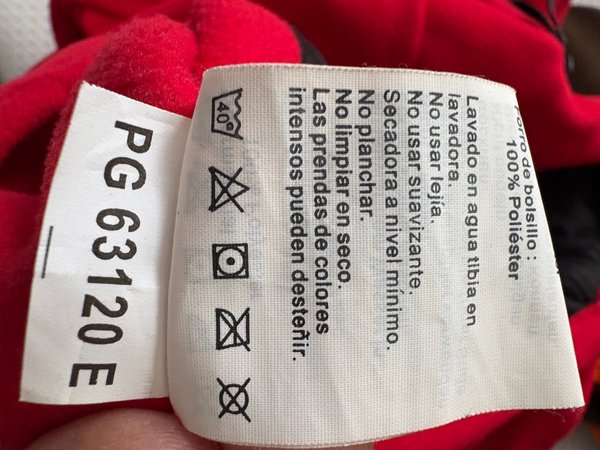 Forro de bolsillo :
100% Poliéster
Lavado en agua tibia en
lavadora.
No usar lejía.
No usar suavizante.
Secadora a nivel mínimo.
No planchar.
No limpiar en seco.
Las prendas de colores
intensos pueden desteñir.
40°
PG 63120 E